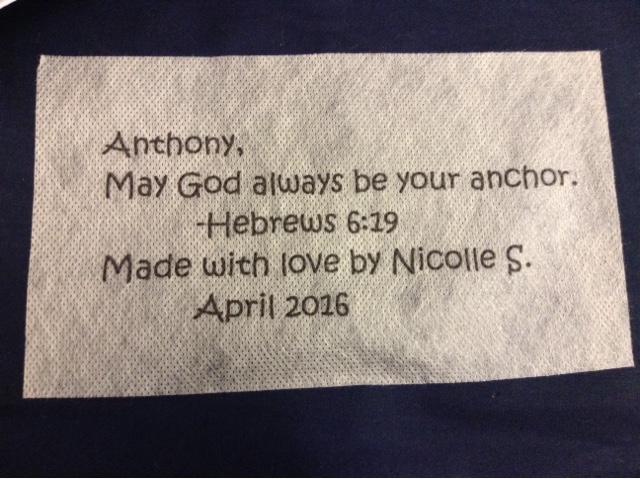 Anthony,
May God always be your anchor.
-Hebrews 6:19
Made with love by Nicolle S.
April 2016